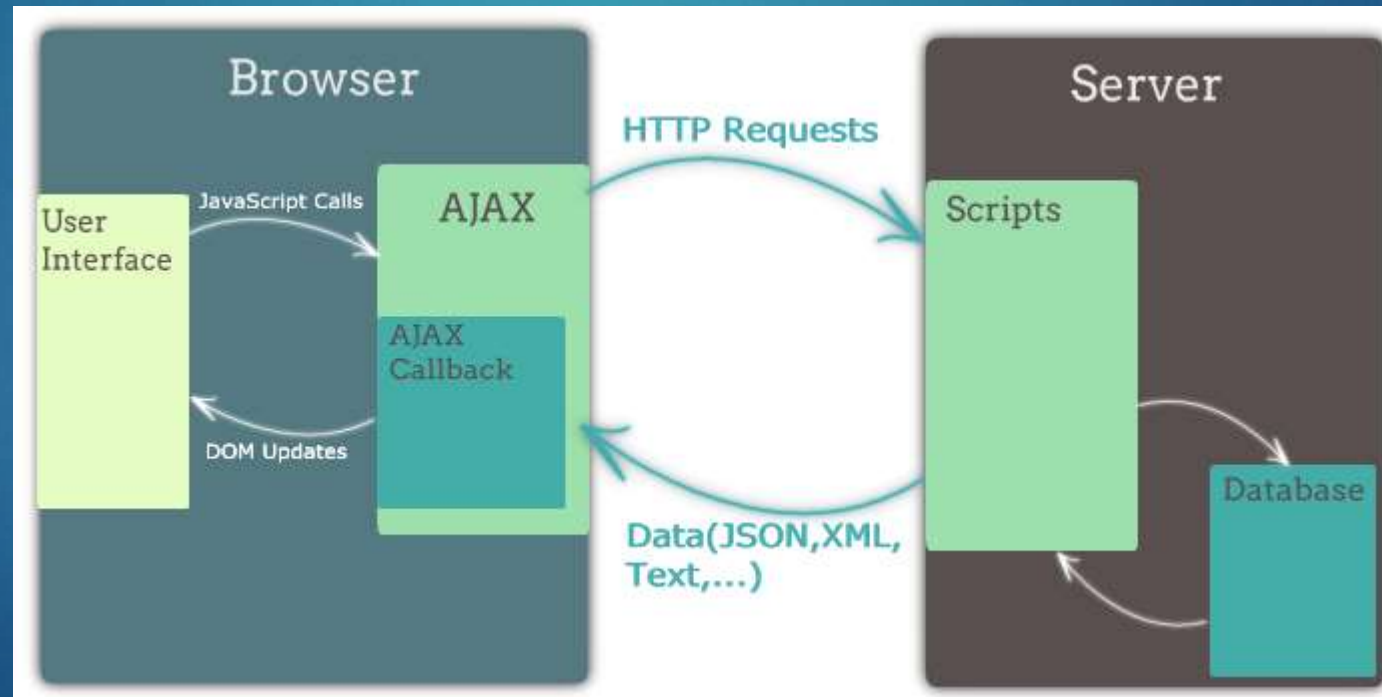 Browser
User
Interface
JavaScript Calls
AJAX
AJAX
Callback
DOM Updates
HTTP Requests
Data(JSON,XML,
Text,...)
Server
Scripts
Database